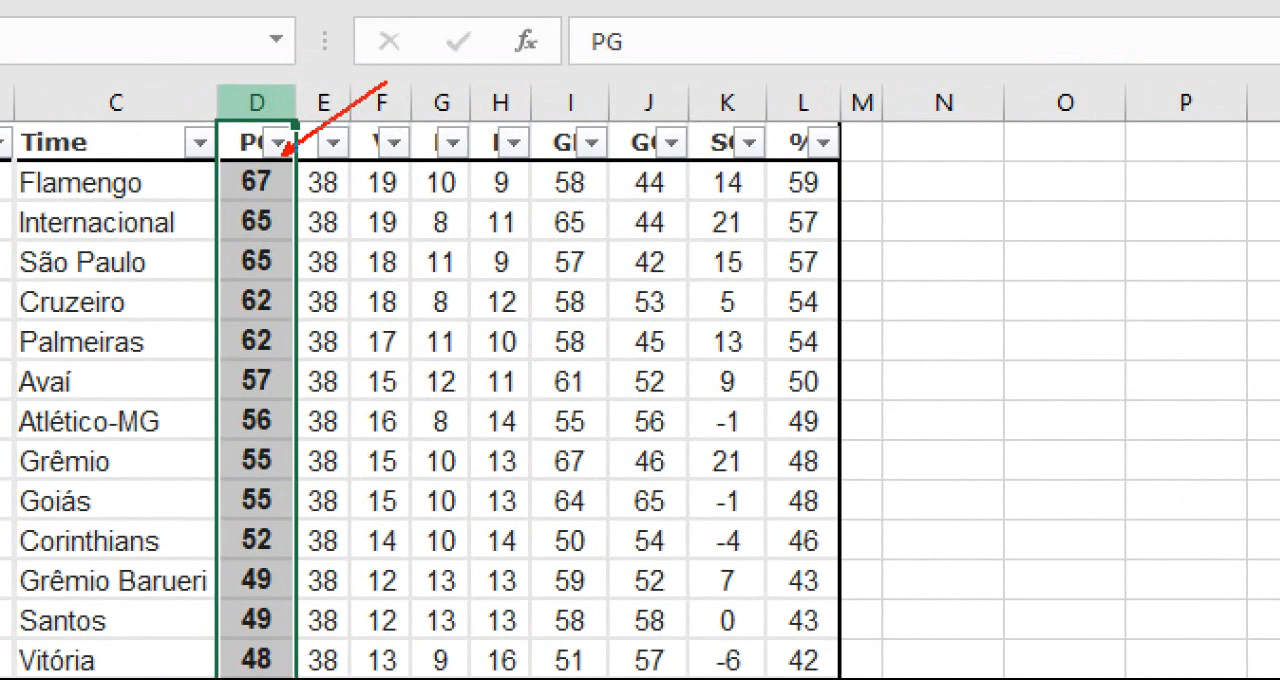 fx PG
C D E F G H I J K L M N O P
Time
Flamengo 67 38 19 10 9 58 44 14 59
Internacional 65 38 19 8 11 65 44 21 57
São Paulo 65 38 18 11 9 57 42 15 57
Cruzeiro 62 38 18 8 12 58 53 5 54
Palmeiras 62 38 17 11 10 58 45 13 54
Avaí 57 38 15 12 11 61 52 9 50
Atlético-MG 56 38 16 8 14 55 56 -1 49
Grêmio 55 38 15 10 13 67 46 21 48
Goiás 55 38 15 10 13 64 65 -1 48
Corinthians 52 38 14 10 14 50 54 -4 46
Grêmio Barueri 49 38 12 13 13 59 52 7 43
Santos 49 38 12 13 13 58 58 0 43
Vitória 48 38 13 9 16 51 57 -6 42